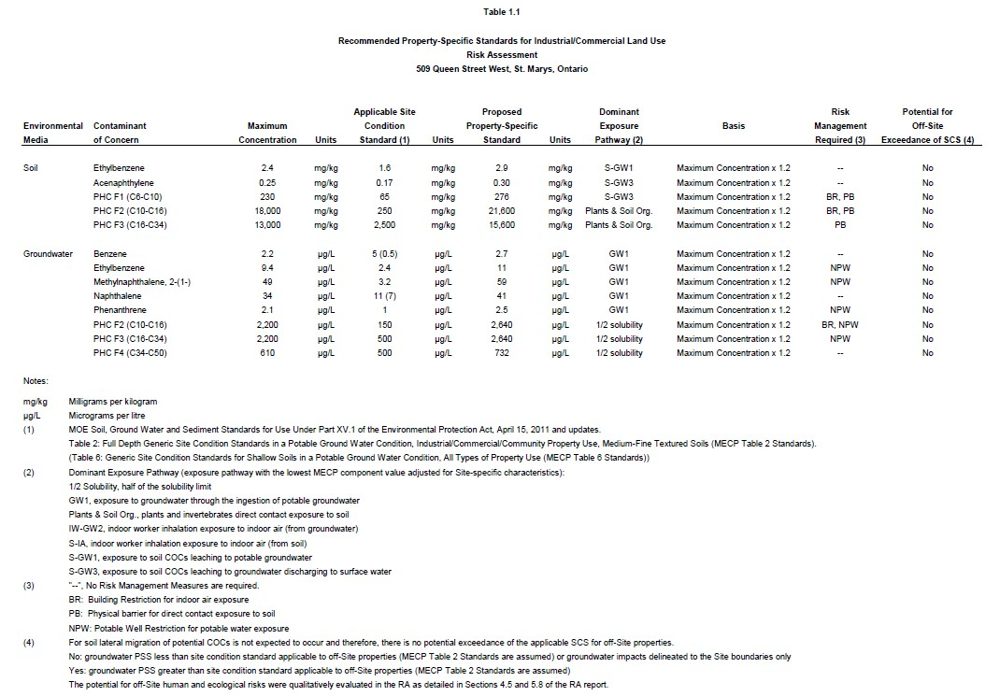 Table 1.1
Recommended Property-Specific Standards for Industrial/Commercial Land Use
Risk Assessment
509 Queen Street West, St. Marys, Ontario
Applicable Site Proposed Dominant Risk Potential for
Environmental Contaminant Maximum Condition Property-Specific Exposure Basis Management Off-Site
Media of Concern Concentration Units Standard (1) Units Standard Units Pathway (2) Required (3) Exceedance of SCS (4)
Soil Ethylbenzene 2.4 mg/kg 1.6 mg/kg 2.9 mg/kg S-GW1 Maximum Concentration x 1.2 -- No
Acenaphthylene 0.25 mg/kg 0.17 mg/kg 0.30 mg/kg S-GW3 Maximum Concentration x 1.2 -- No
PHC F1 (C6-C10) 230 mg/kg 65 mg/kg 276 mg/kg S-GW3 Maximum Concentration x 1.2 BR, PB No
PHC F2 (C10-C16) 18,000 mg/kg 250 mg/kg 21,600 mg/kg Plants & Soil Org. Maximum Concentration x 1.2 BR, PB No
PHC F3 (C16-C34) 13,000 mg/kg 2,500 mg/kg 15,600 mg/kg Plants & Soil Org. Maximum Concentration x 1.2 PB No
Groundwater Benzene 2.2 µg/L 5 (0.5) µg/L 2.7 µg/L GW1 Maximum Concentration x 1.2 -- No
Ethylbenzene 9.4 µg/L 2.4 µg/L 11 µg/L GW1 Maximum Concentration x 1.2 NPW No
Methylnaphthalene, 2-(1-) 49 µg/L 3.2 µg/L 59 µg/L GW1 Maximum Concentration x 1.2 NPW No
Naphthalene 34 µg/L 11 (7) µg/L 41 µg/L GW1 Maximum Concentration x 1.2 -- No
Phenanthrene 2.1 µg/L 1 µg/L 2.5 µg/L GW1 Maximum Concentration x 1.2 NPW No
PHC F2 (C10-C16) 2,200 µg/L 150 µg/L 2,640 µg/L 1/2 solubility Maximum Concentration x 1.2 BR, NPW No
PHC F3 (C16-C34) 2,200 µg/L 500 µg/L 2,640 µg/L 1/2 solubility Maximum Concentration x 1.2 NPW No
PHC F4 (C34-C50) 610 µg/L 500 µg/L 732 µg/L 1/2 solubility Maximum Concentration x 1.2 -- No
Notes:
mg/kg Milligrams per kilogram
µg/L Micrograms per litre
(1) MOE Soil, Ground Water and Sediment Standards for Use Under Part XV.1 of the Environmental Protection Act, April 15, 2011 and updates.
Table 2: Full Depth Generic Site Condition Standards in a Potable Ground Water Condition, Industrial/Commercial/Community Property Use, Medium-Fine Textured Soils (MECP Table 2 Standards).
(Table 6: Generic Site Condition Standards for Shallow Soils in a Potable Ground Water Condition, All Types of Property Use (MECP Table 6 Standards))
(2) Dominant Exposure Pathway (exposure pathway with the lowest MECP component value adjusted for Site-specific characteristics):
1/2 Solubility, half of the solubility limit
GW1, exposure to groundwater through the ingestion of potable groundwater
Plants & Soil Org., plants and invertebrates direct contact exposure to soil
IW-GW2, indoor worker inhalation exposure to indoor air (from groundwater)
S-IA, indoor worker inhalation exposure to indoor air (from soil)
S-GW1, exposure to soil COCs leaching to potable groundwater
S-GW3, exposure to soil COCs leaching to groundwater discharging to surface water
(3) "--", No Risk Management Measures are required.
BR: Building Restriction for indoor air exposure
PB: Physical barrier for direct contact exposure to soil
NPW: Potable Well Restriction for potable water exposure
(4) For soil lateral migration of potential COCs is not expected to occur and therefore, there is no potential exceedance of the applicable SCS for off-Site properties.
No: groundwater PSS less than site condition standard applicable to off-Site properties (MECP Table 2 Standards are assumed) or groundwater impacts delineated to the Site boundaries only
Yes: groundwater PSS greater than site condition standard applicable to off-Site properties (MECP Table 2 Standards are assumed)
The potential for off-Site human and ecological risks were qualitatively evaluated in the RA as detailed in Sections 4.5 and 5.8 of the RA report.